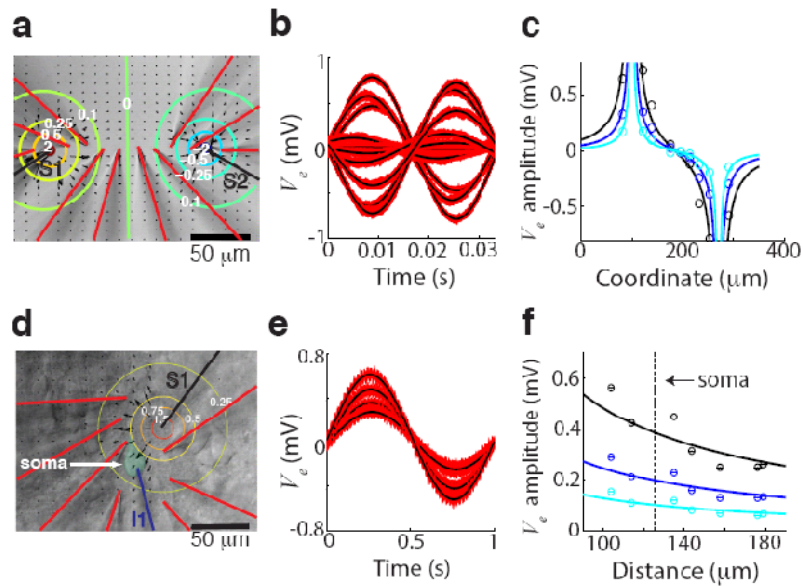 a
0
0.1
0.25
0.5
2
S1
-2
-0.5
-0.25
0.1
S2
50 µm
b
1
0
-1
Vₑ (mV)
0
0.01
0.02
0.03
Time (s)
c
0.5
0
-0.5
Vₑ amplitude (mV)
0
200
400
Coordinate (µm)
d
S1
0.25
0.75
0.5
soma
I1
50 µm
e
0.8
0
-0.8
Vₑ (mV)
0
0.5
1
Time (s)
f
0.6
0.4
0.2
0
Vₑ amplitude (mV)
soma
100
140
180
Distance (µm)